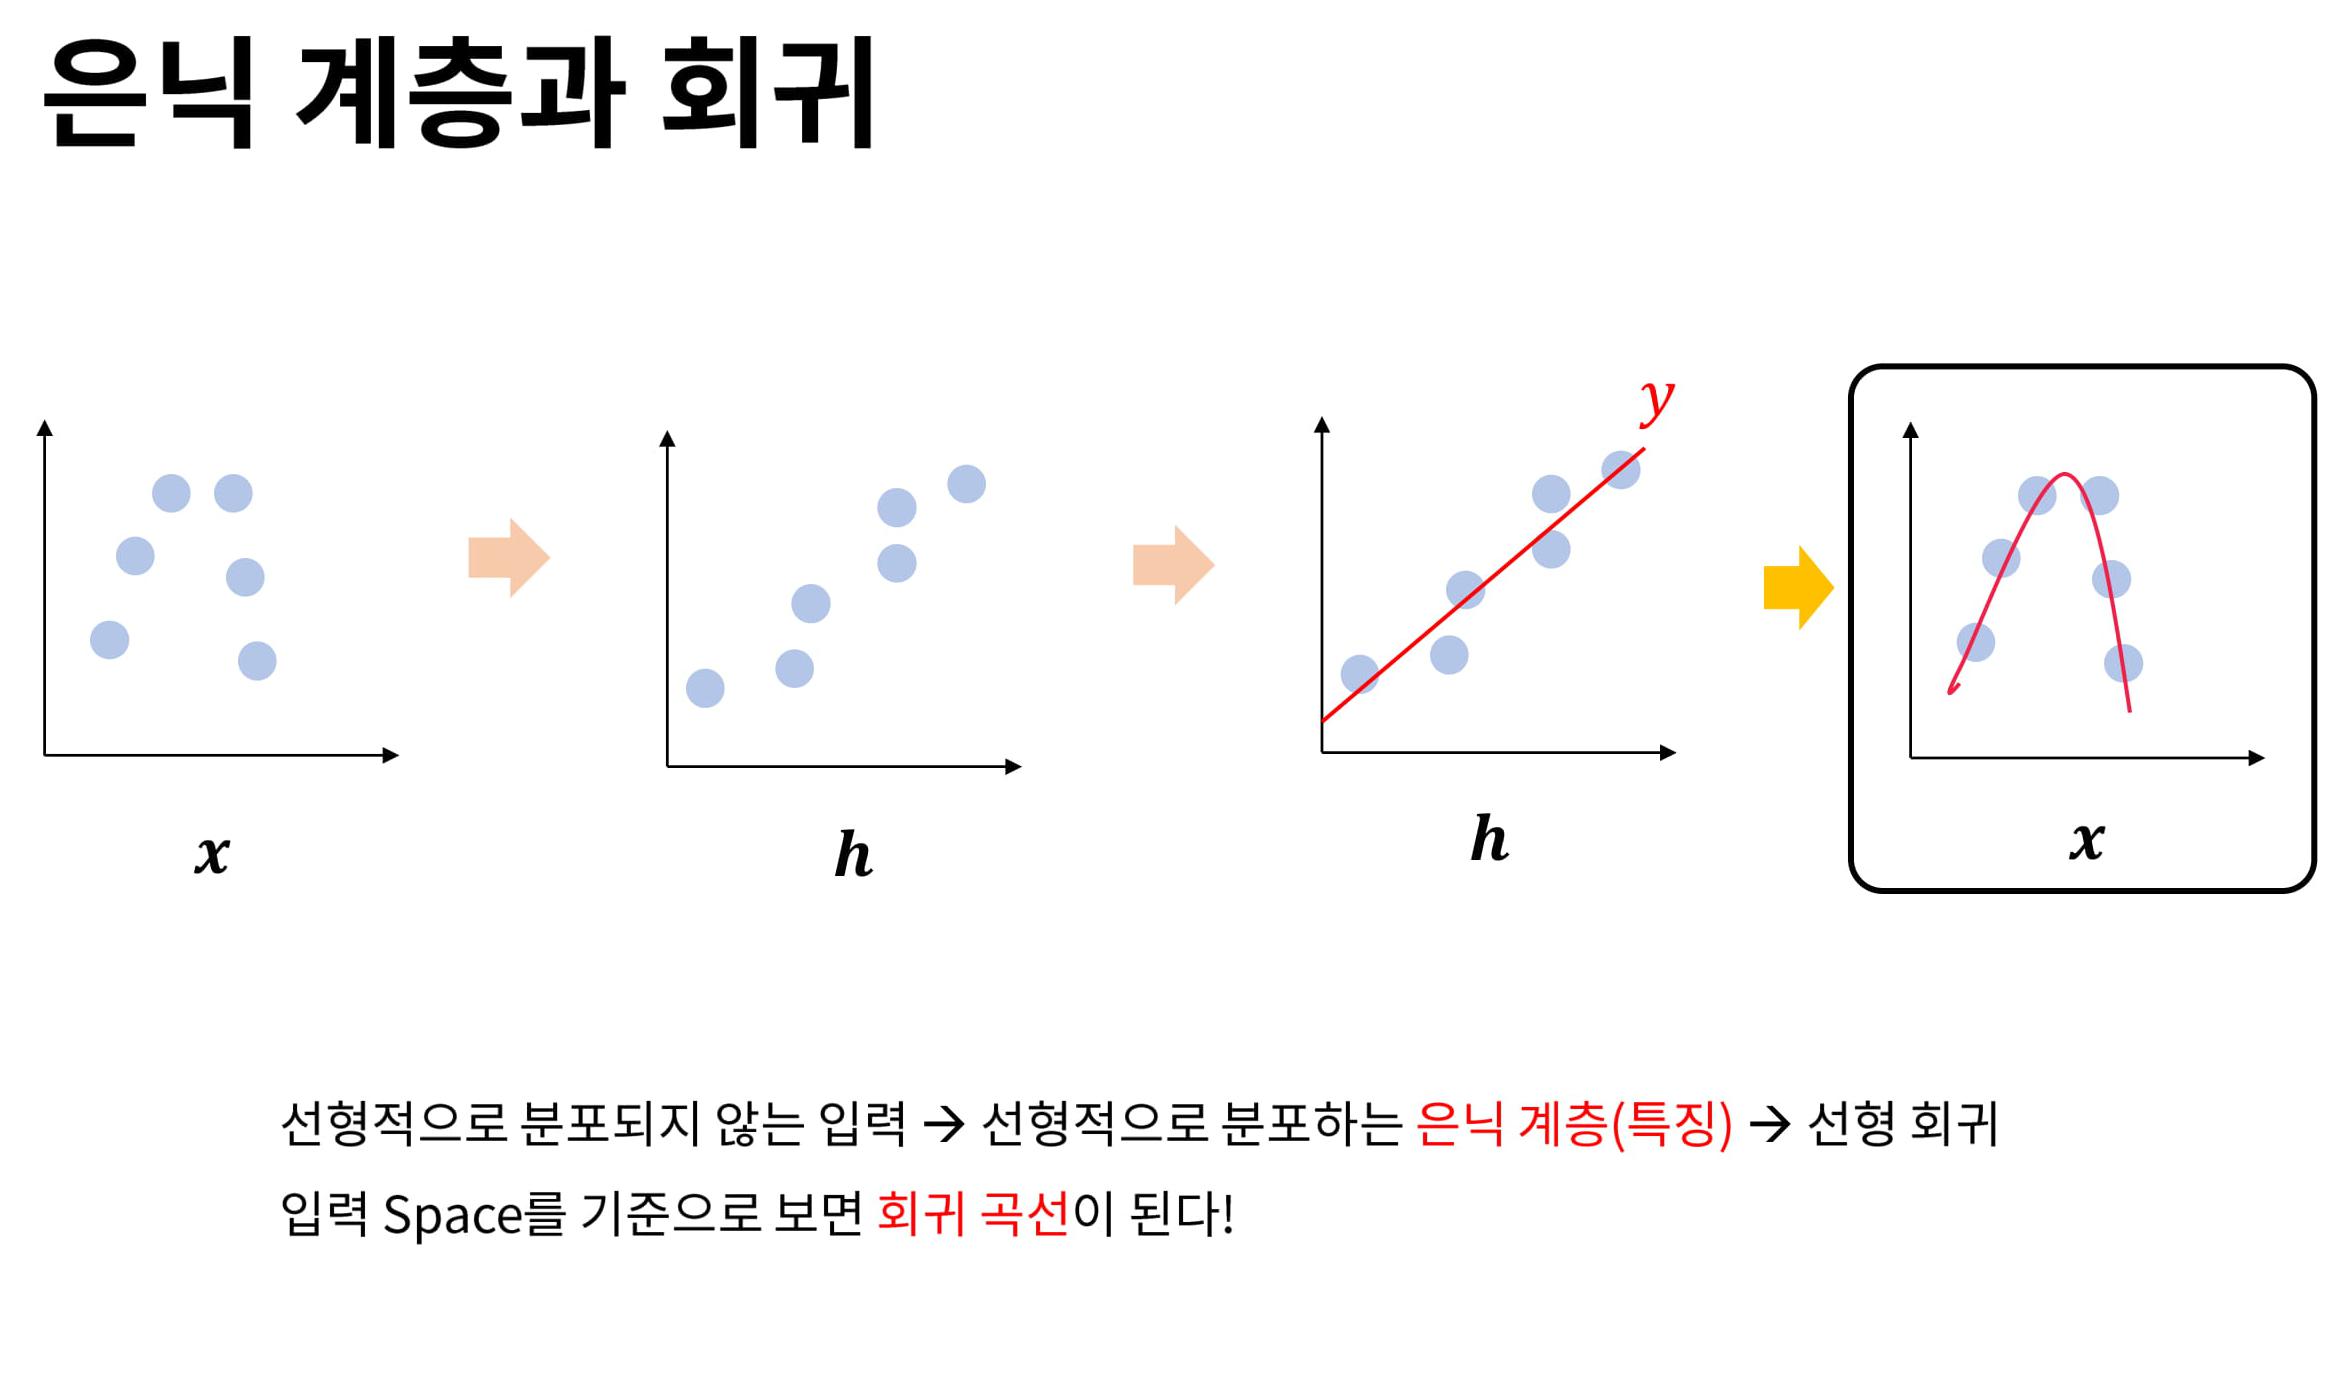 은닉 계층과 회귀
y
x
h
h
x
선형적으로 분포되지 않는 입력 → 선형적으로 분포하는 은닉 계층(특징) → 선형 회귀
입력 Space를 기준으로 보면 회귀 곡선이 된다!